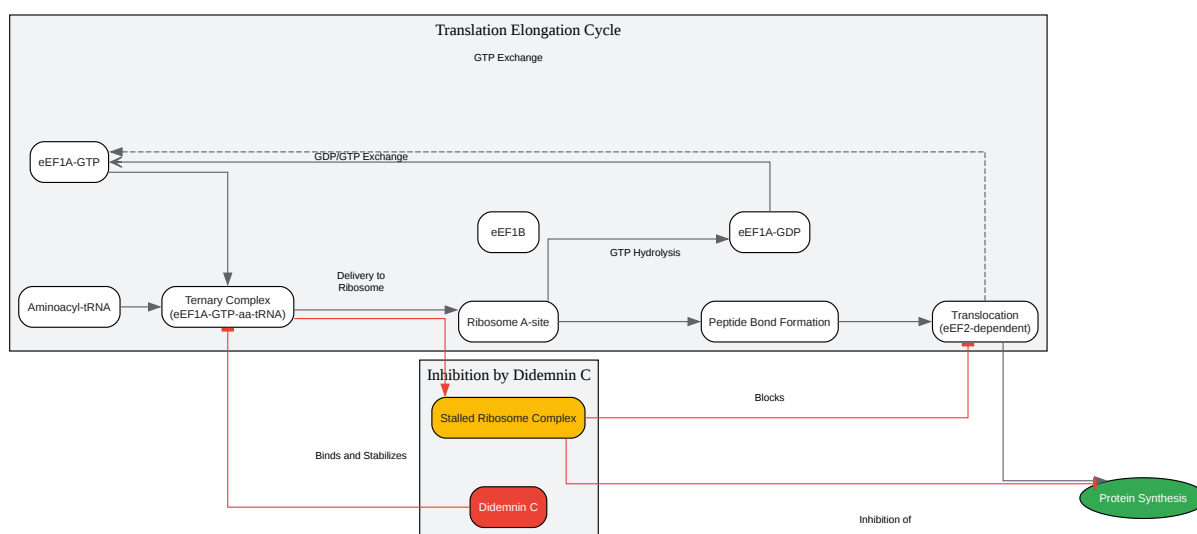 Translation Elongation Cycle
GTP Exchange
eEF1A-GTP
GDP/GTP Exchange
eEF1B
eEF1A-GDP
GTP Hydrolysis
Delivery to
Ribosome
Aminoacyl-tRNA
Ternary Complex
(eEF1A-GTP-aa-tRNA)
Ribosome A-site
Peptide Bond Formation
Translocation
(eEF2-dependent)
Inhibition by Didemnin C
Stalled Ribosome Complex
Blocks
Binds and Stabilizes
Didemnin C
Protein Synthesis
Inhibition of